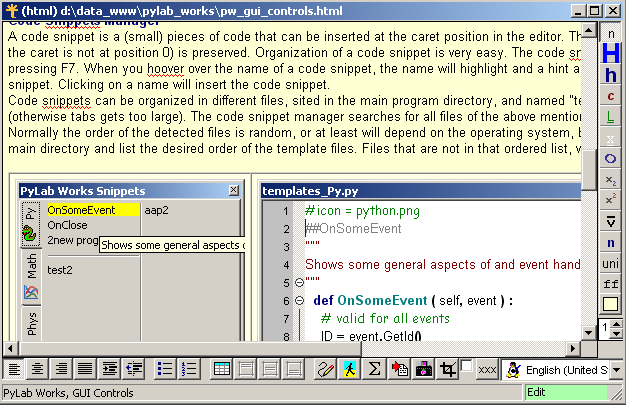 (html) d:\data_www\pylab_works/pw_gui_controls.html
Code Snippets Manager
A code snippet is a (small) pieces of code that can be inserted at the caret position in the editor. Th
the caret is not at position 0) is preserved. Organization of a code snippet is very easy. The code sn
pressing F7. When you hoover over the name of a code snippet, the name will highlight and a hint a
snippet. Clicking on a name will insert the code snippet.
Code snippets can be organized in different files, sited in the main program directory, and named "te
(otherwise tabs gets too large). The code snippet manager searches for all files of the above mentio
Normally the order of the detected files is random, or at least will depend on the operating system, b
main directory and list the desired order of the template files. Files that are not in that ordered list, w
PyLab Works Snippets
Py
Math
Phys
OnSomeEvent
aap2
OnClose
2new prog
Shows some general aspects o
test2
templates_Py.py
1 #icon = python.png
2 ##OnSomeEvent
3 """
4 Shows some general aspects of and event hand
5 """
6 def OnSomeEvent ( self, event ) :
7 # valid for all events
8 ID = event.GetId()
n
H
h
c
L
x
O
x2
x2
v
n
uni
ff
1
xxx
English (United S
PyLab Works, GUI Controls
Edit